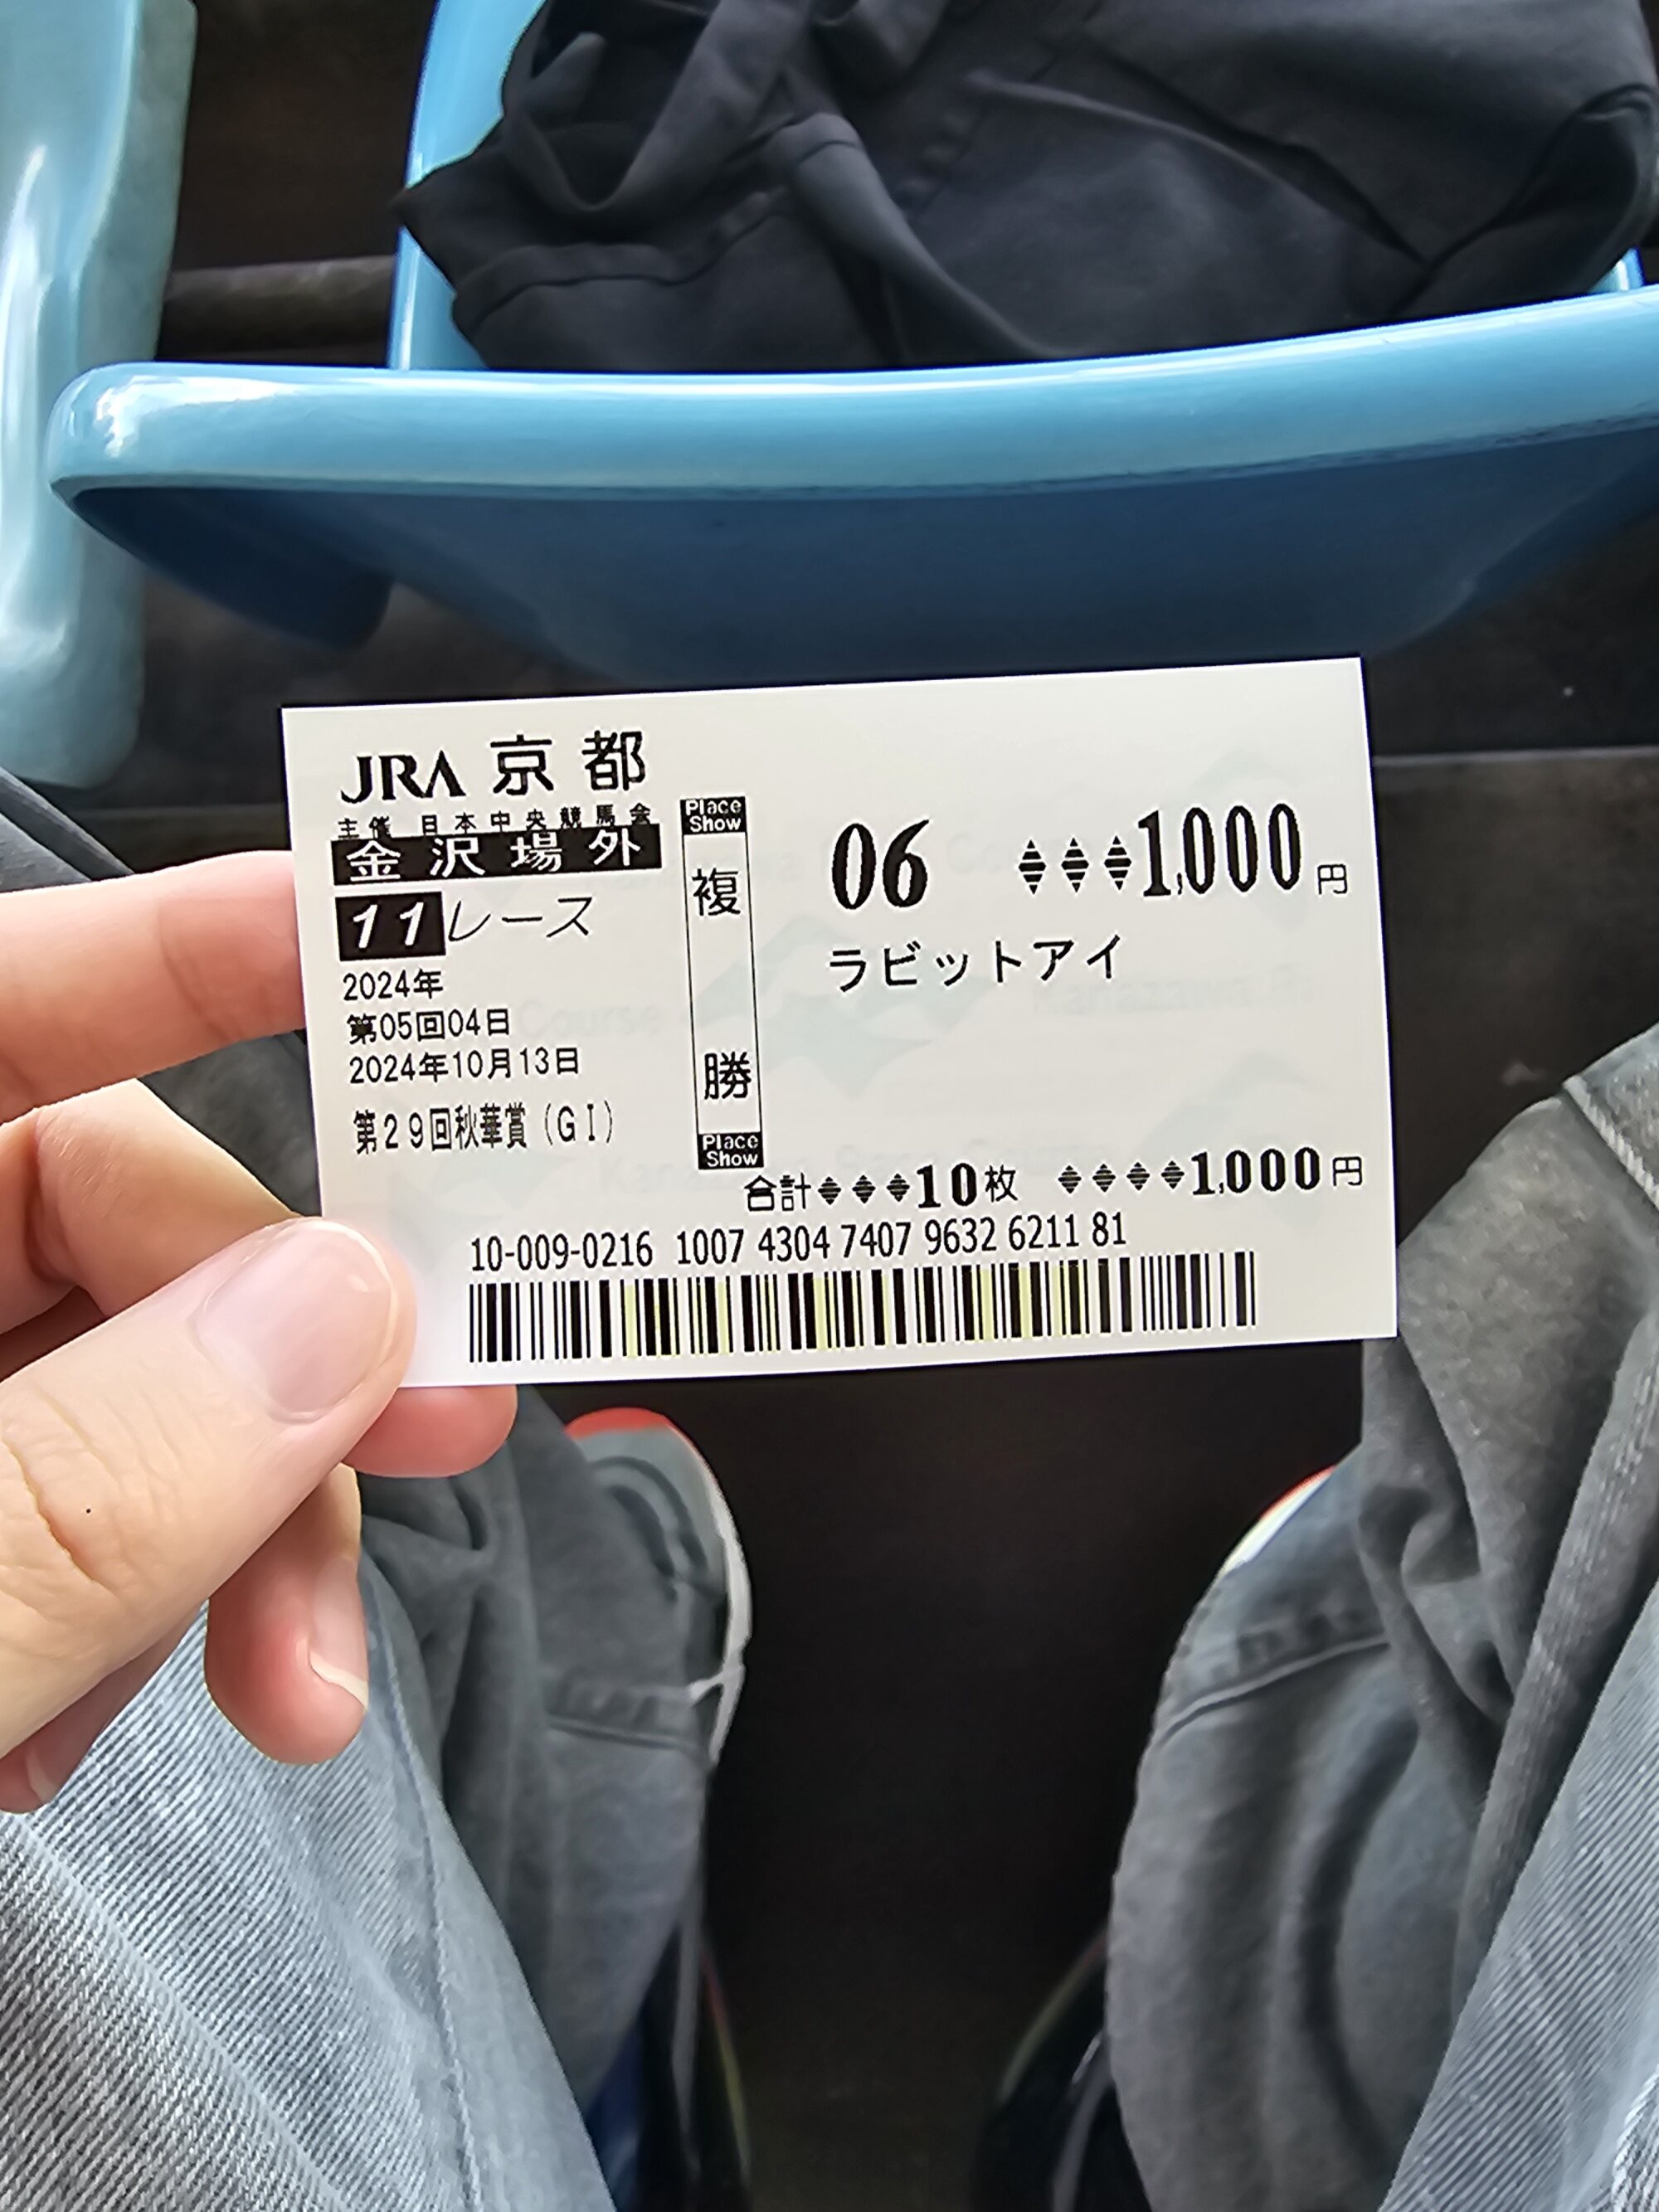 JRA 京都
主催 日本中央競馬会
金沢場外
11レース
2024年
第05回04日
2024年10月13日
第29回秋華賞(GI)
Place Show
複勝
Place Show
06 1,000円
ラビットアイ
合計 10枚 1,000円
10-009-0216 1007 4304 7407 9632 6211 81